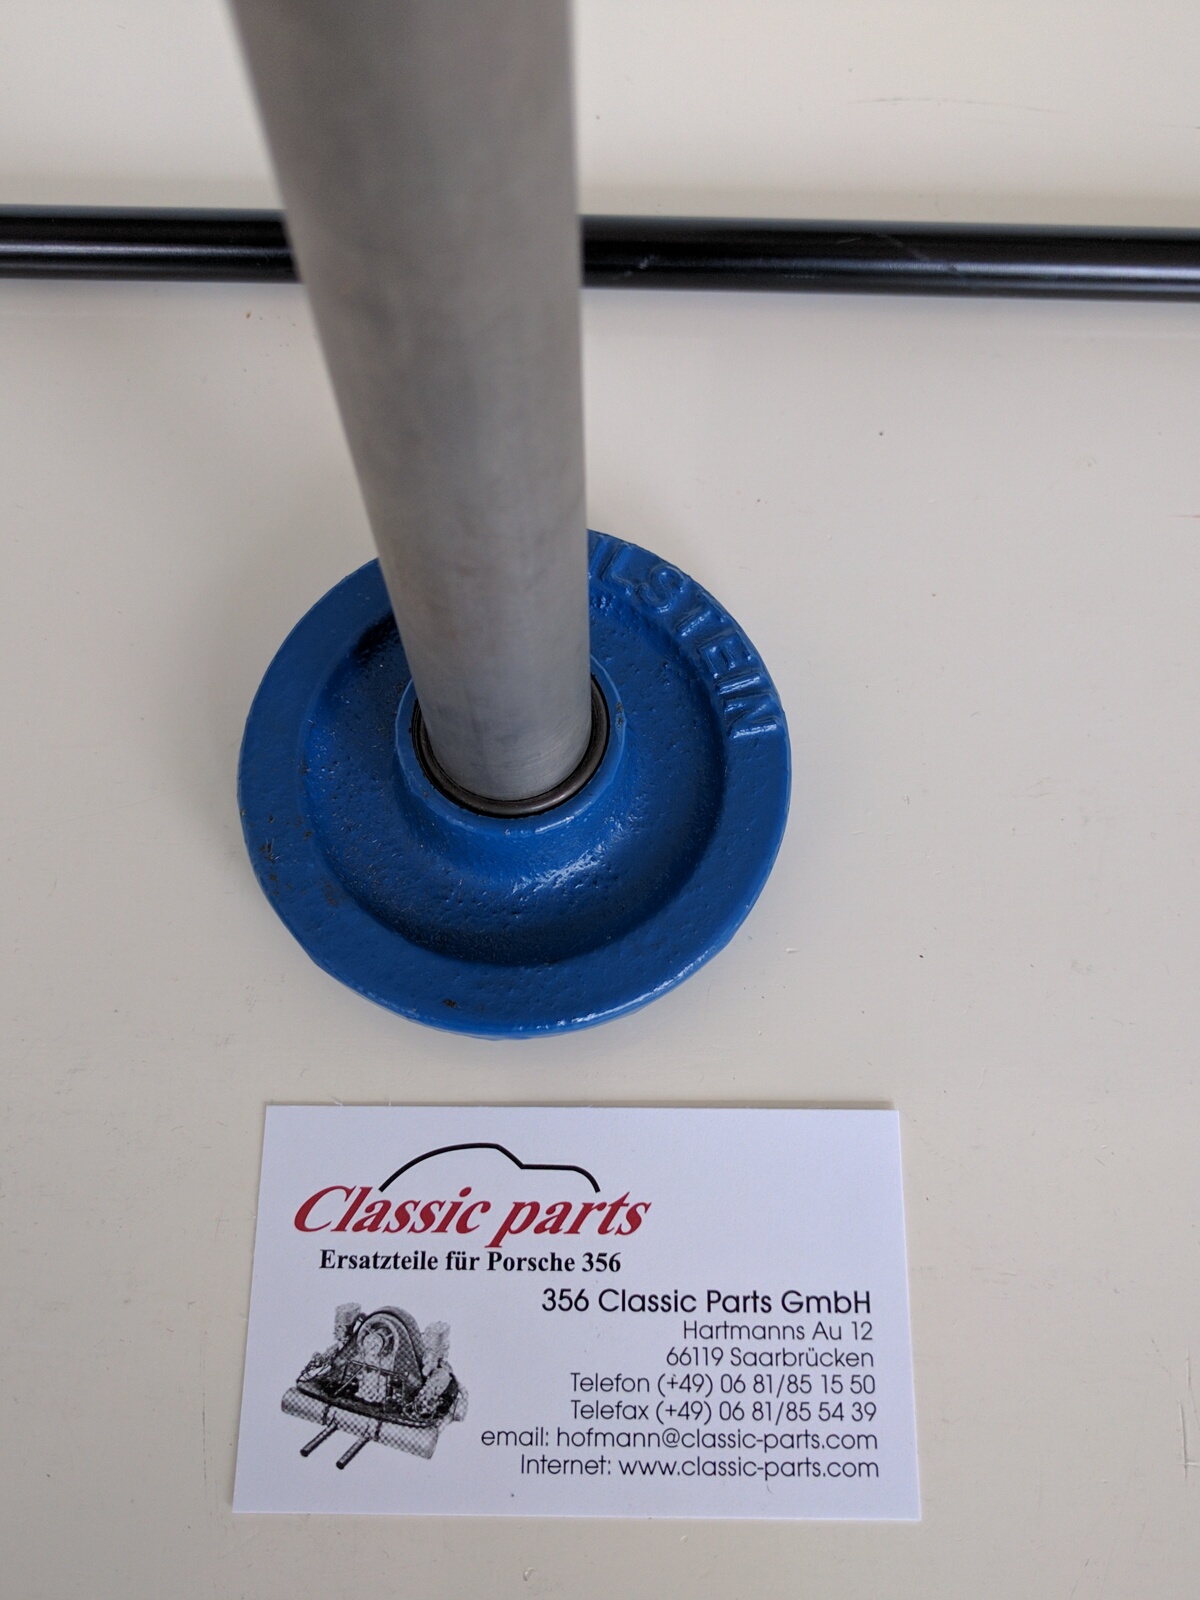 ILSTEIN
Classic parts
Ersatzteile für Porsche 356
356 Classic Parts GmbH
Hartmanns Au 12
66119 Saarbrücken
Telefon (+49) 06 81/85 15 50
Telefax (+49) 06 81/85 54 39
email: hofmann@classic-parts.com
Internet: www.classic-parts.com